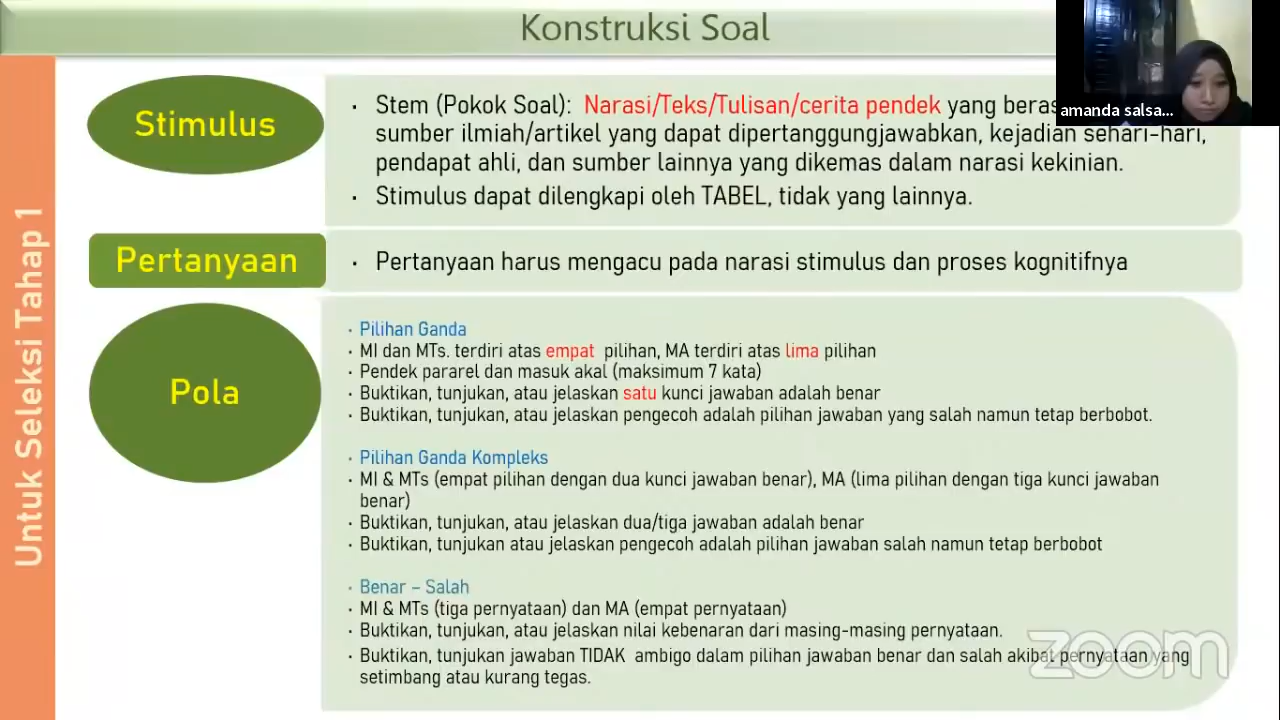 Konstruksi Soal
amanda salsa...
Untuk Seleksi Tahap 1
Stimulus
• Stem (Pokok Soal): Narasi/Teks/Tulisan/cerita pendek yang beras
sumber ilmiah/artikel yang dapat dipertanggungjawabkan, kejadian sehari-hari,
pendapat ahli, dan sumber lainnya yang dikemas dalam narasi kekinian.
• Stimulus dapat dilengkapi oleh TABEL, tidak yang lainnya.
Pertanyaan
• Pertanyaan harus mengacu pada narasi stimulus dan proses kognitifnya
Pola
• Pilihan Ganda
• MI dan MTs. terdiri atas empat pilihan, MA terdiri atas lima pilihan
• Pendek pararel dan masuk akal (maksimum 7 kata)
• Buktikan, tunjukan, atau jelaskan satu kunci jawaban adalah benar
• Buktikan, tunjukan, atau jelaskan pengecoh adalah pilihan jawaban yang salah namun tetap berbobot.
• Pilihan Ganda Kompleks
• MI & MTs (empat pilihan dengan dua kunci jawaban benar), MA (lima pilihan dengan tiga kunci jawaban
benar)
• Buktikan, tunjukan, atau jelaskan dua/tiga jawaban adalah benar
• Buktikan, tunjukan atau jelaskan pengecoh adalah pilihan jawaban salah namun tetap berbobot
• Benar – Salah
• MI & MTs (tiga pernyataan) dan MA (empat pernyataan)
• Buktikan, tunjukan, atau jelaskan nilai kebenaran dari masing-masing pernyataan.
• Buktikan, tunjukan jawaban TIDAK ambigo dalam pilihan jawaban benar dan salah akibat pernyataan yang
setimbang atau kurang tegas.
zoom